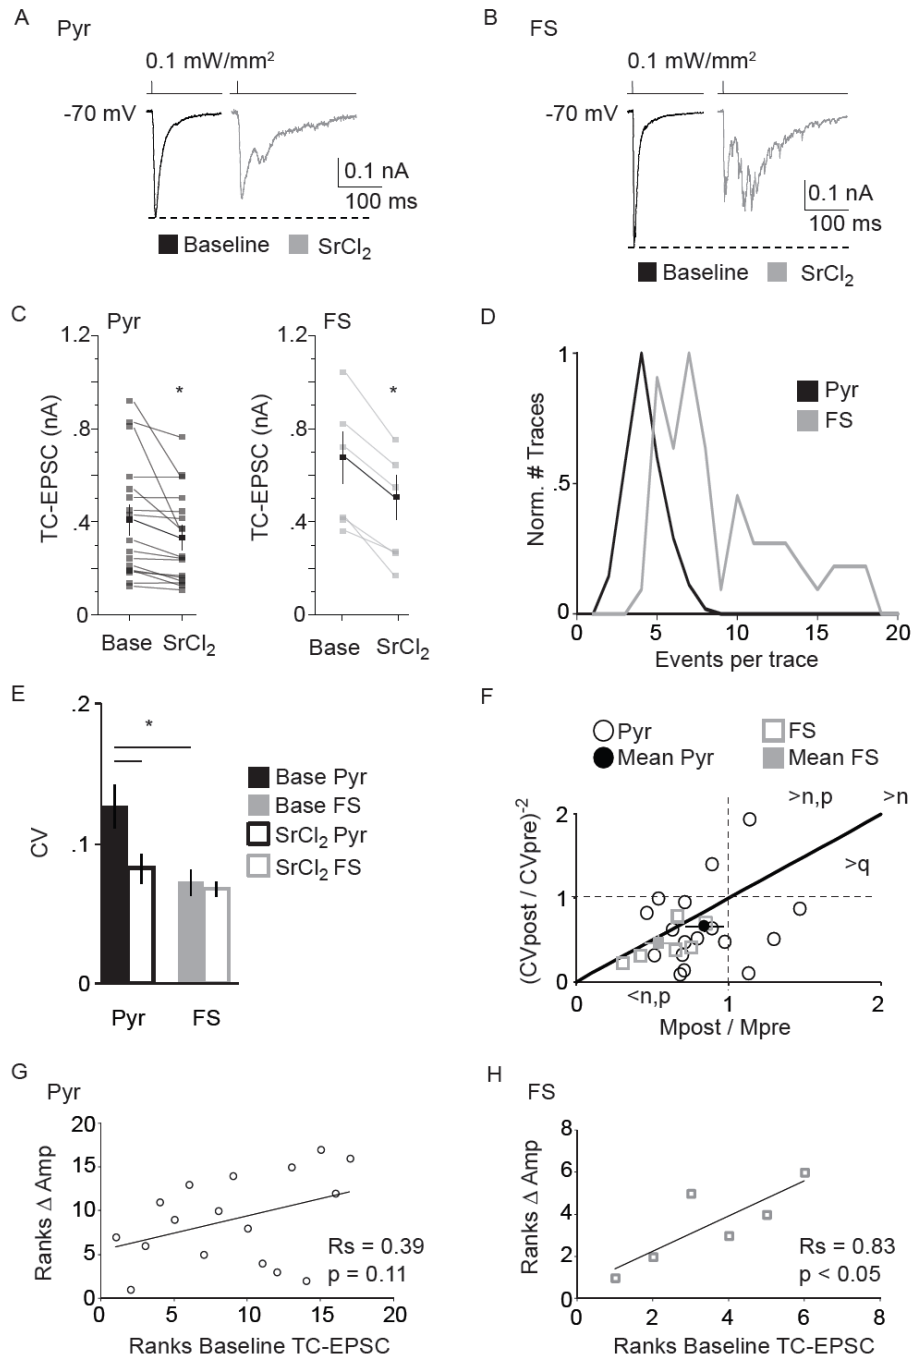 A
Pyr
0.1 mW/mm²
-70 mV
0.1 nA
100 ms
Baseline SrCl₂
B
FS
0.1 mW/mm²
-70 mV
0.1 nA
100 ms
Baseline SrCl₂
C
Pyr
1.2
*
.8
.4
0
TC-EPSC (nA)
Base SrCl₂
FS
1.2
*
.8
.4
0
TC-EPSC (nA)
Base SrCl₂
D
1
.5
0
Norm. # Traces
Pyr
FS
0 5 10 15 20
Events per trace
E
.2
.1
0
CV
*
Base Pyr
Base FS
SrCl₂ Pyr
SrCl₂ FS
Pyr FS
F
Pyr FS
Mean Pyr Mean FS
>n,p >n
>q
<n,p
2
1
0
(CVpost / CVpre)⁻²
0 1 2
Mpost / Mpre
G
Pyr
20
15
10
5
0
Ranks Δ Amp
Rs = 0.39
p = 0.11
0 5 10 15 20
Ranks Baseline TC-EPSC
H
FS
8
6
4
2
0
Ranks Δ Amp
Rs = 0.83
p < 0.05
0 2 4 6 8
Ranks Baseline TC-EPSC